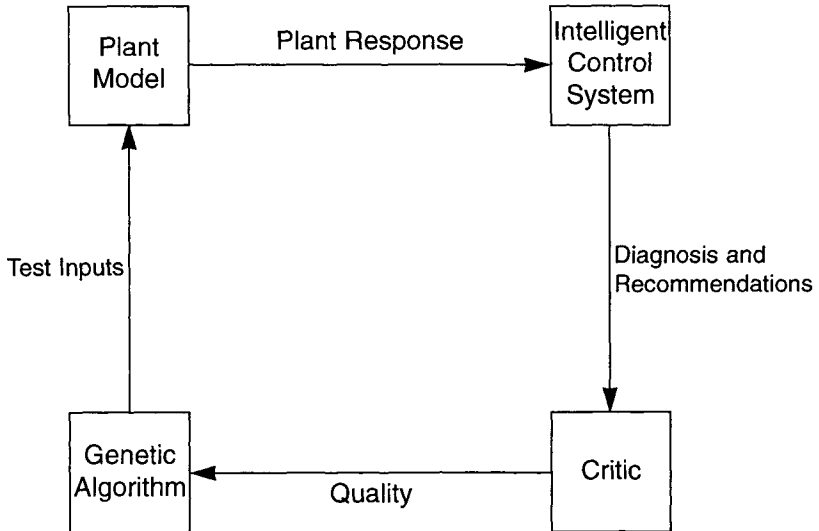 Plant
Model
Plant Response
Intelligent
Control
System
Test Inputs
Diagnosis and
Recommendations
Genetic
Algorithm
Quality
Critic